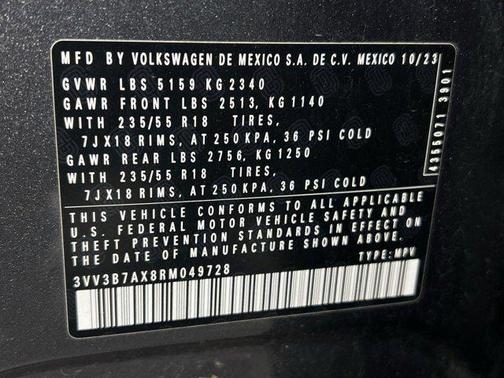 MFD BY VOLKSWAGEN DE MEXICO S.A. DE C.V. MEXICO 10/23
GVWR LBS 5159 KG 2340
GAWR FRONT LBS 2513, KG 1140
WITH 235/55 R18 TIRES,
7JX18 RIMS, AT 250 KPA, 36 PSI COLD
GAWR REAR LBS 2756, KG 1250
WITH 235/55 R18 TIRES,
7JX18 RIMS, AT 250 KPA, 36 PSI COLD
THIS VEHICLE CONFORMS TO ALL APPLICABLE
U.S. FEDERAL MOTOR VEHICLE SAFETY AND
THEFT PREVENTION STANDARDS IN EFFECT ON THE
DATE OF MANUFACTURE SHOWN ABOVE.
3VV3B7AX8RM049728
TYPE: MPV
4355071 3901